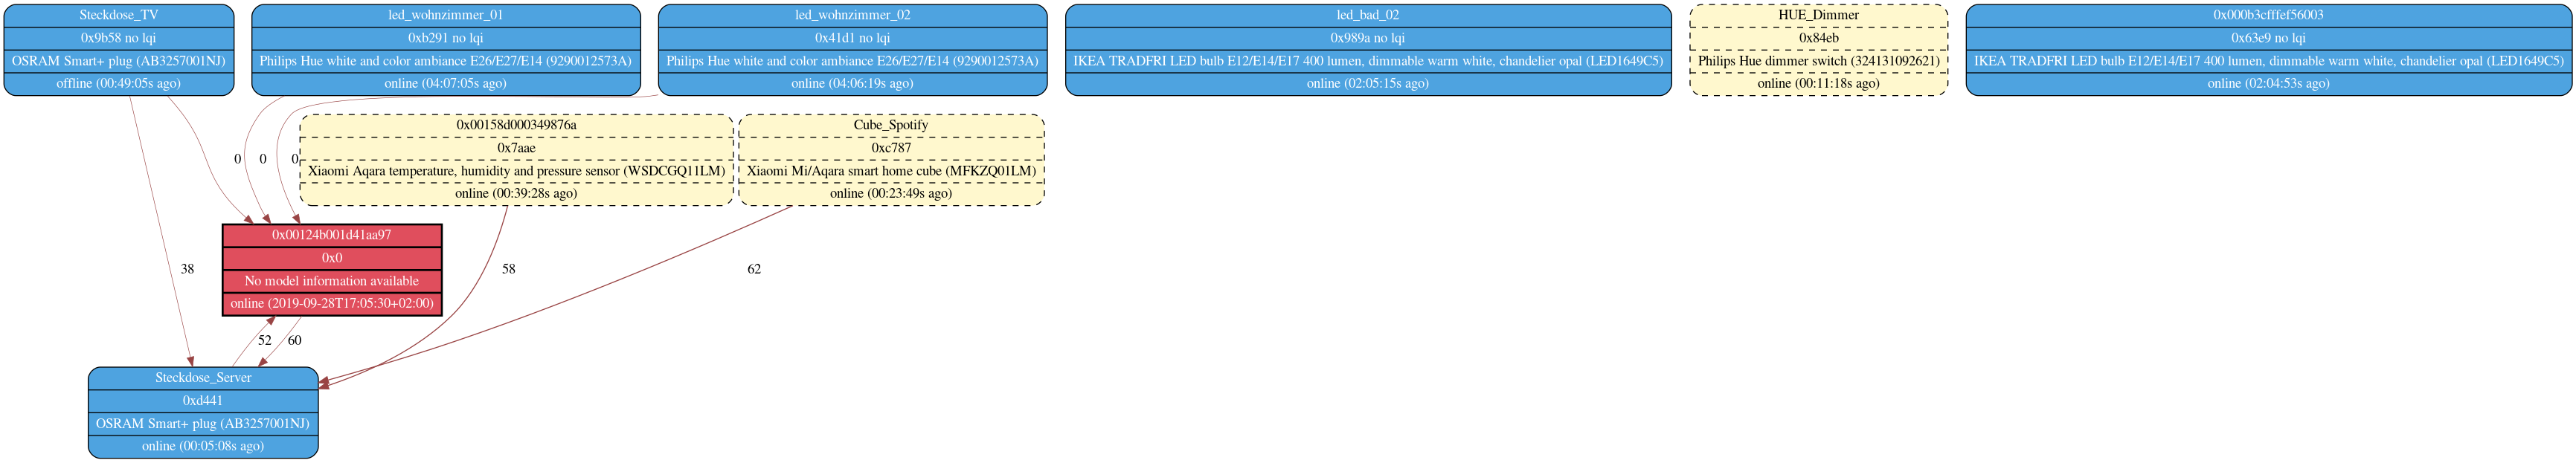 Steckdose_TV
0x9b58 no lqi
OSRAM Smart+ plug (AB3257001NJ)
offline (00:49:05s ago)
led_wohnzimmer_01
0xb291 no lqi
Philips Hue white and color ambiance E26/E27/E14 (9290012573A)
online (04:07:05s ago)
led_wohnzimmer_02
0x41d1 no lqi
Philips Hue white and color ambiance E26/E27/E14 (9290012573A)
online (04:06:19s ago)
led_bad_02
0x989a no lqi
IKEA TRADFRI LED bulb E12/E14/E17 400 lumen, dimmable warm white, chandelier opal (LED1649C5)
online (02:05:15s ago)
HUE_Dimmer
0x84eb
Philips Hue dimmer switch (324131092621)
online (00:11:18s ago)
0x000b3cfffef56003
0x63e9 no lqi
IKEA TRADFRI LED bulb E12/E14/E17 400 lumen, dimmable warm white, chandelier opal (LED1649C5)
online (02:04:53s ago)
0x00158d000349876a
0x7aae
Xiaomi Aqara temperature, humidity and pressure sensor (WSDCGQ11LM)
online (00:39:28s ago)
Cube_Spotify
0xc787
Xiaomi Mi/Aqara smart home cube (MFKZQ01LM)
online (00:23:49s ago)
0
0
0
0x00124b001d41aa97
0x0
No model information available
online (2019-09-28T17:05:30+02:00)
38
58
62
52
60
Steckdose_Server
0xd441
OSRAM Smart+ plug (AB3257001NJ)
online (00:05:08s ago)